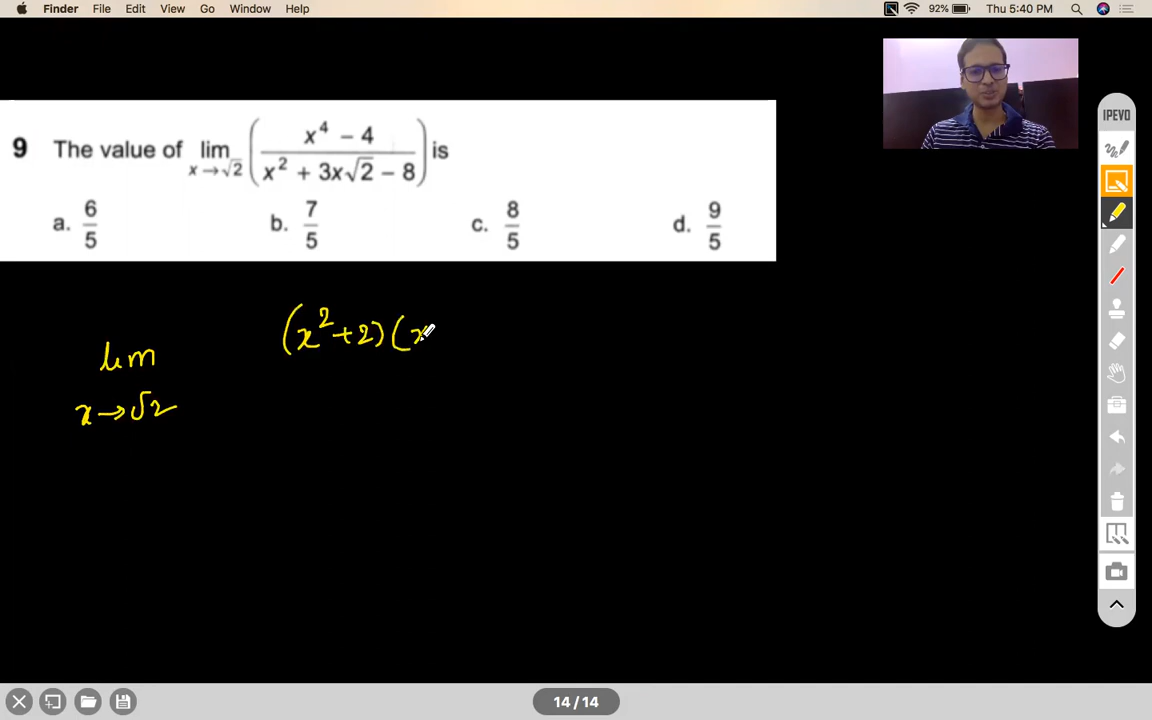 Finder File Edit View Go Window Help 92% Thu 5:40 PM
IPEVO
9 The value of lim x→√2 (x⁴ − 4 / x² + 3x√2 − 8) is
a. 6/5 b. 7/5 c. 8/5 d. 9/5
(x²+2)(x
lim
x→√2
14/14